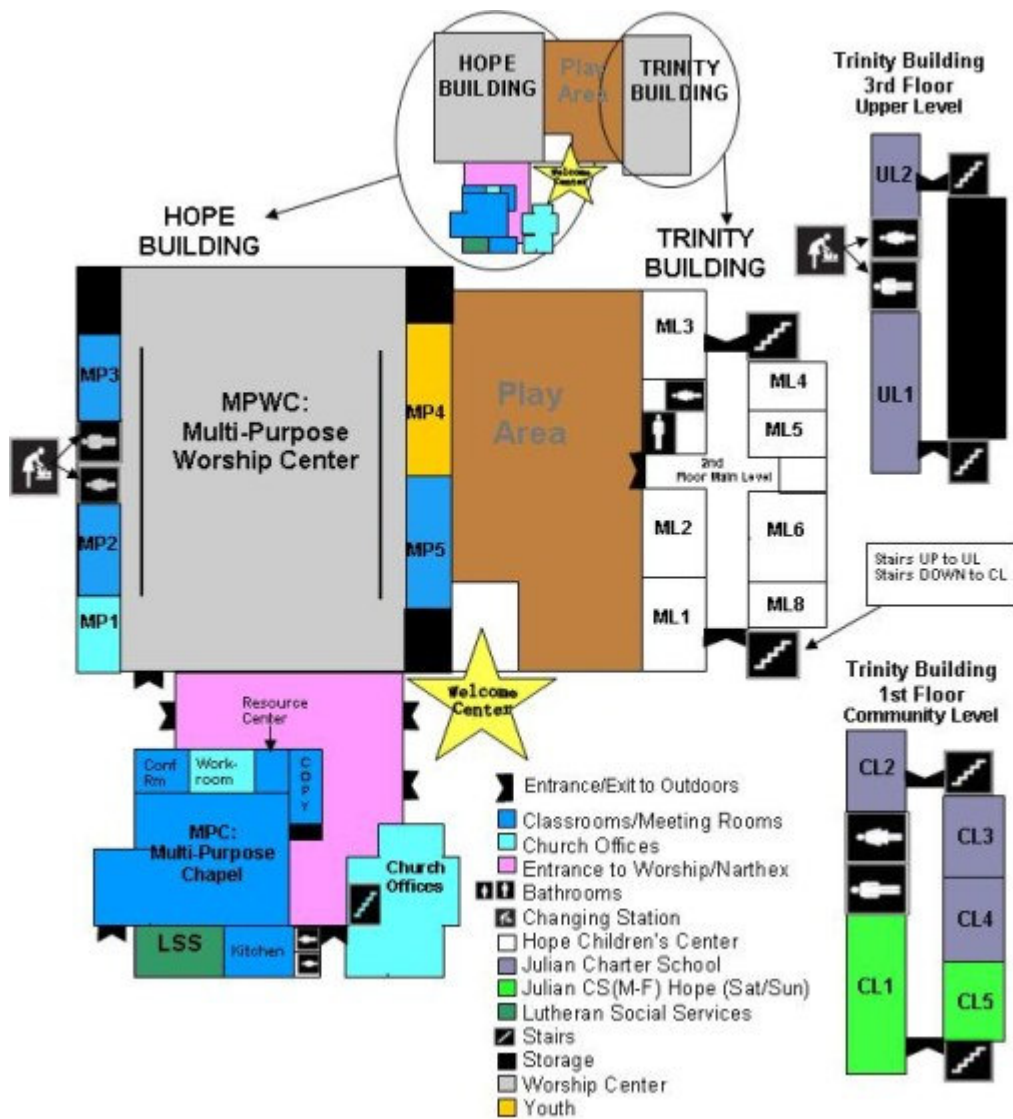 HOPE
BUILDING
Play
Area
TRINITY
BUILDING
Welcome
Center
Trinity Building
3rd Floor
Upper Level
UL2
UL1
HOPE
BUILDING
TRINITY
BUILDING
MP3
MP2
MP1
MPWC:
Multi-Purpose
Worship Center
MP4
MP5
Play
Area
ML3
ML4
ML5
2nd
Floor Main Level
ML2
ML6
ML1
ML8
Stairs UP to UL
Stairs DOWN to CL
Welcome
Center
Resource
Center
Conf
Rm
Work-
room
COPY
MPC:
Multi-Purpose
Chapel
Church
Offices
LSS
Kitchen
Entrance/Exit to Outdoors
Classrooms/Meeting Rooms
Church Offices
Entrance to Worship/Narthex
Bathrooms
Changing Station
Hope Children's Center
Julian Charter School
Julian CS(M-F) Hope (Sat/Sun)
Lutheran Social Services
Stairs
Storage
Worship Center
Youth
Trinity Building
1st Floor
Community Level
CL2
CL3
CL4
CL1
CL5